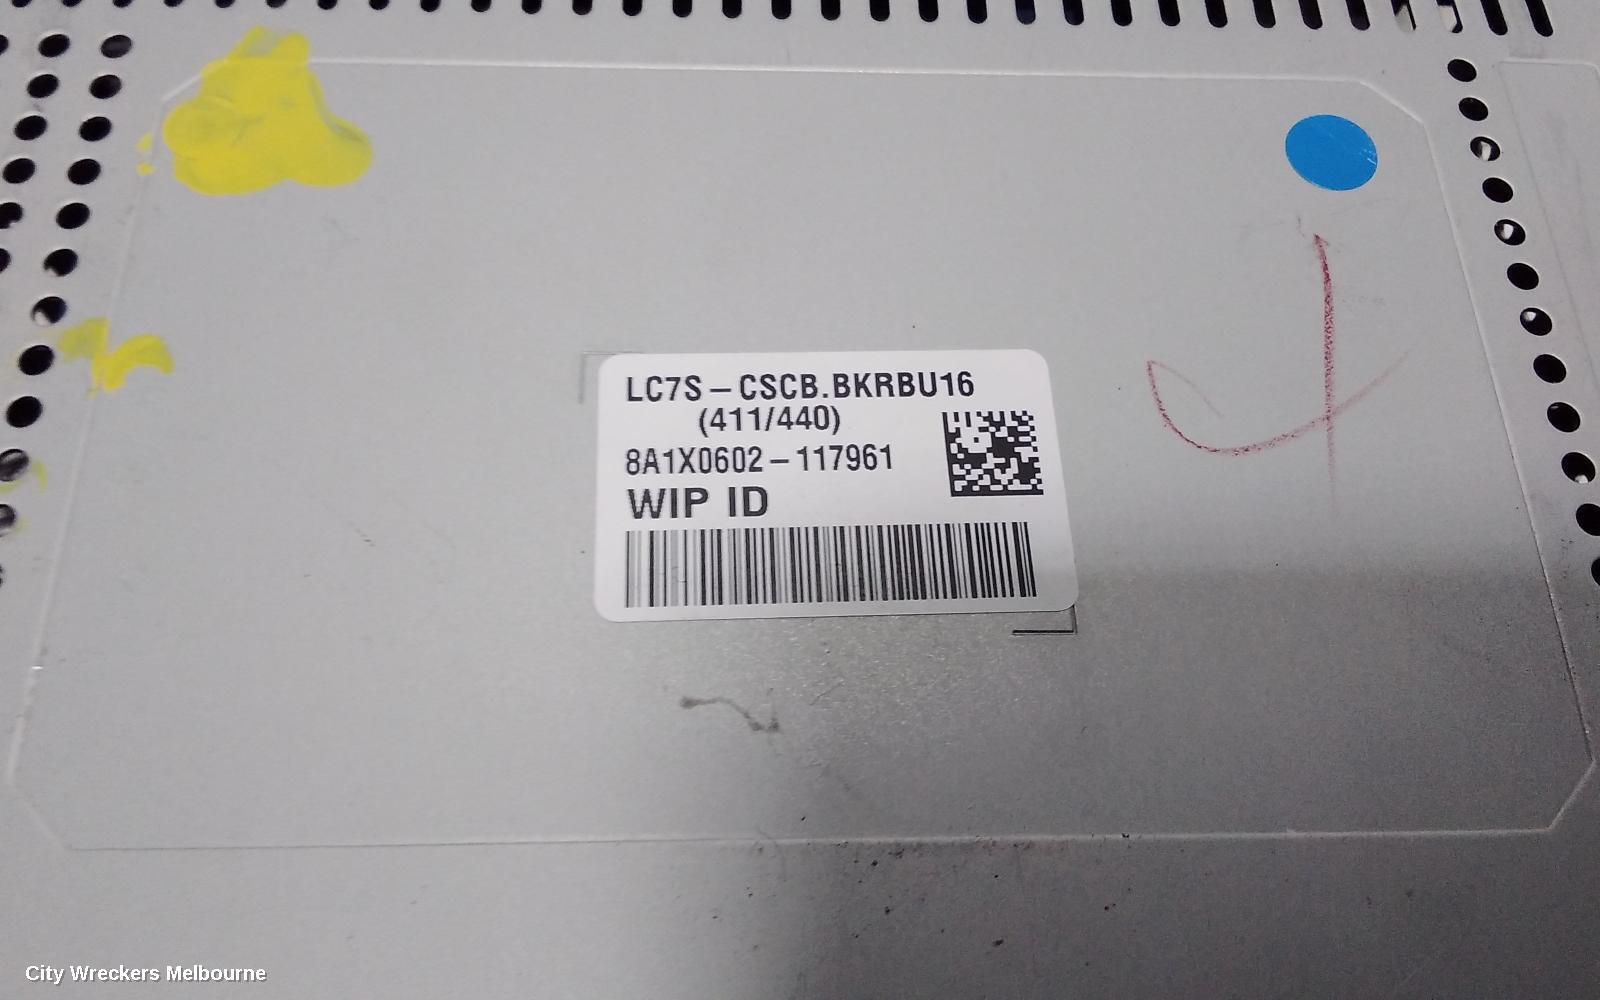 LC7S-CSCB.BKRBU16
(411/440)
8A1X0602-117961
WIP ID
City Wreckers Melbourne